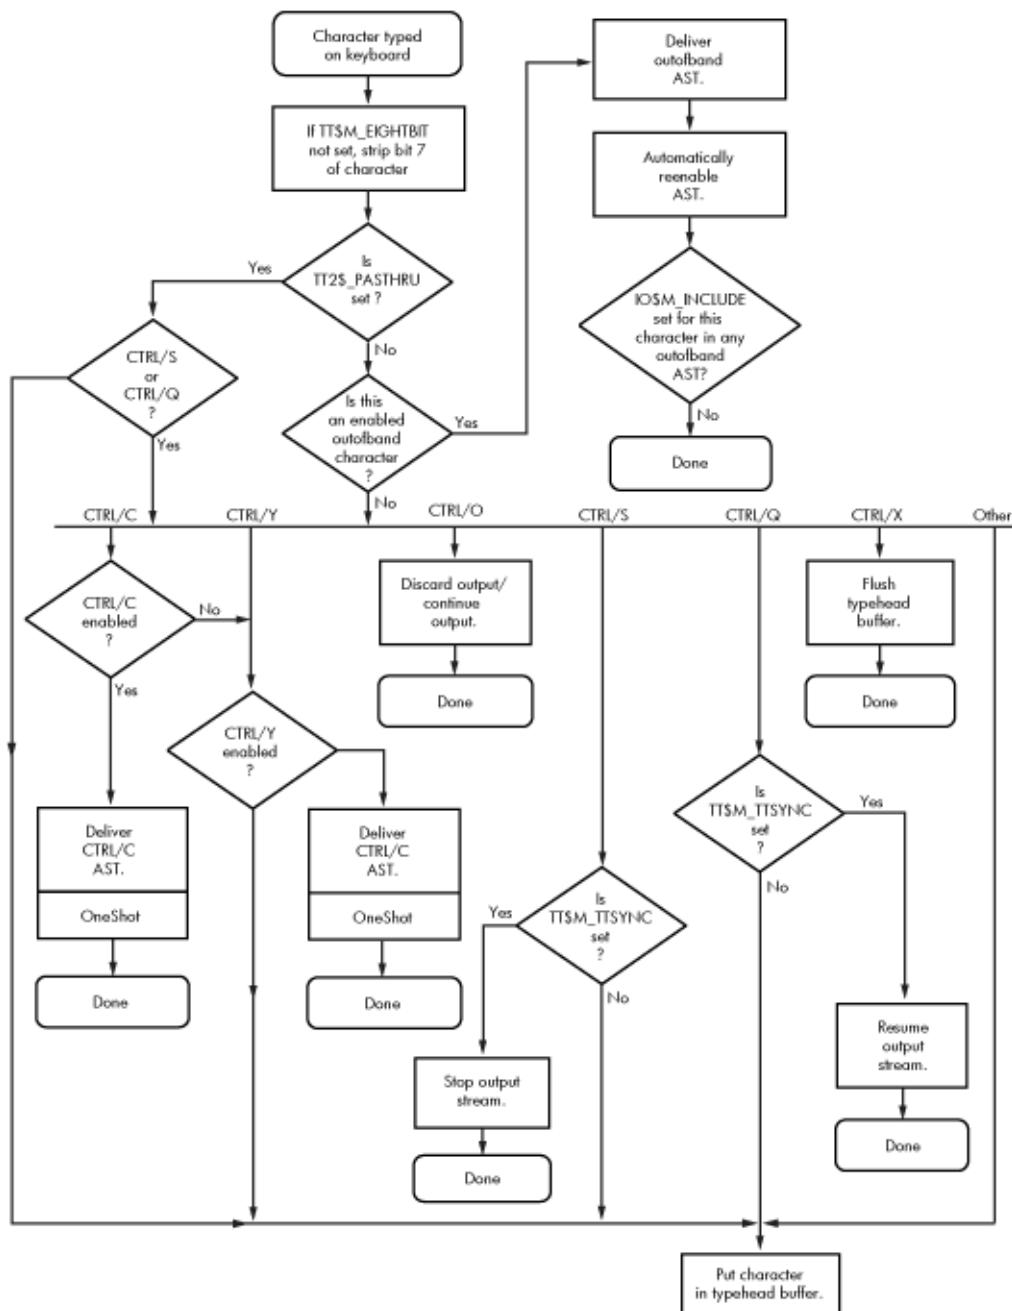 Character typed
on keyboard
Deliver
outofband
AST.
If TT$M_EIGHTBIT
not set, strip bit 7
of character
Automatically
reenable
AST.
Yes
Is
TT2$_PASTHRU
set ?
IO$M_INCLUDE
set for this
character in any
outofband
AST?
No
CTRL/S
or
CTRL/Q
?
Is this
an enabled
outofband
character
?
Yes
No
Yes
Done
No
CTRL/C
CTRL/Y
CTRL/O
CTRL/S
CTRL/Q
CTRL/X
Other
CTRL/C
enabled
?
No
Discard output/
continue
output.
Flush
typehead
buffer.
Yes
Done
Done
CTRL/Y
enabled
?
Is
TT$M_TTSYNC
set
?
Yes
Deliver
CTRL/C
AST.
OneShot
Deliver
CTRL/C
AST.
OneShot
No
Yes
Is
TT$M_TTSYNC
set
?
No
Done
Done
Resume
output
stream.
Stop output
stream.
Done
Done
Put character
in typehead buffer.